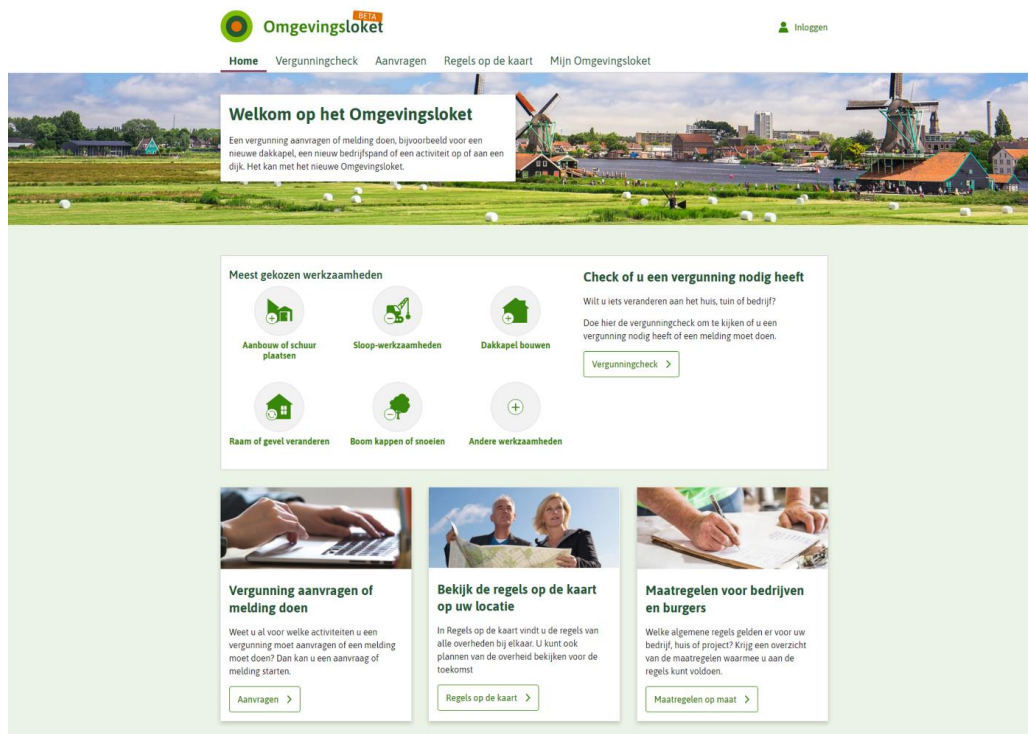 BETA
Omgevingsloket
Inloggen
Home Vergunningcheck Aanvragen Regels op de kaart Mijn Omgevingsloket
Welkom op het Omgevingsloket
Een vergunning aanvragen of melding doen, bijvoorbeeld voor een
nieuwe dakkapel, een nieuw bedrijfspand of een activiteit op of aan een
dijk. Het kan met het nieuwe Omgevingsloket.
Meest gekozen werkzaamheden
Aanbouw of schuur
plaatsen
Sloop-werkzaamheden
Dakkapel bouwen
Raam of gevel veranderen
Boom kappen of snoeien
Andere werkzaamheden
Check of u een vergunning nodig heeft
Wilt u iets veranderen aan het huis, tuin of bedrijf?
Doe hier de vergunningcheck om te kijken of u een
vergunning nodig heeft of een melding moet doen.
Vergunningcheck
Vergunning aanvragen of
melding doen
Weet u al voor welke activiteiten u een
vergunning moet aanvragen of een melding
moet doen? Dan kan u een aanvraag of
melding starten.
Aanvragen
Bekijk de regels op de kaart
op uw locatie
In Regels op de kaart vindt u de regels van
alle overheden bij elkaar. U kunt ook
plannen van de overheid bekijken voor de
toekomst
Regels op de kaart
Maatregelen voor bedrijven
en burgers
Welke algemene regels gelden er voor uw
bedrijf, huis of project? Krijg een overzicht
van de maatregelen waarmee u aan de
regels kunt voldoen.
Maatregelen op maat